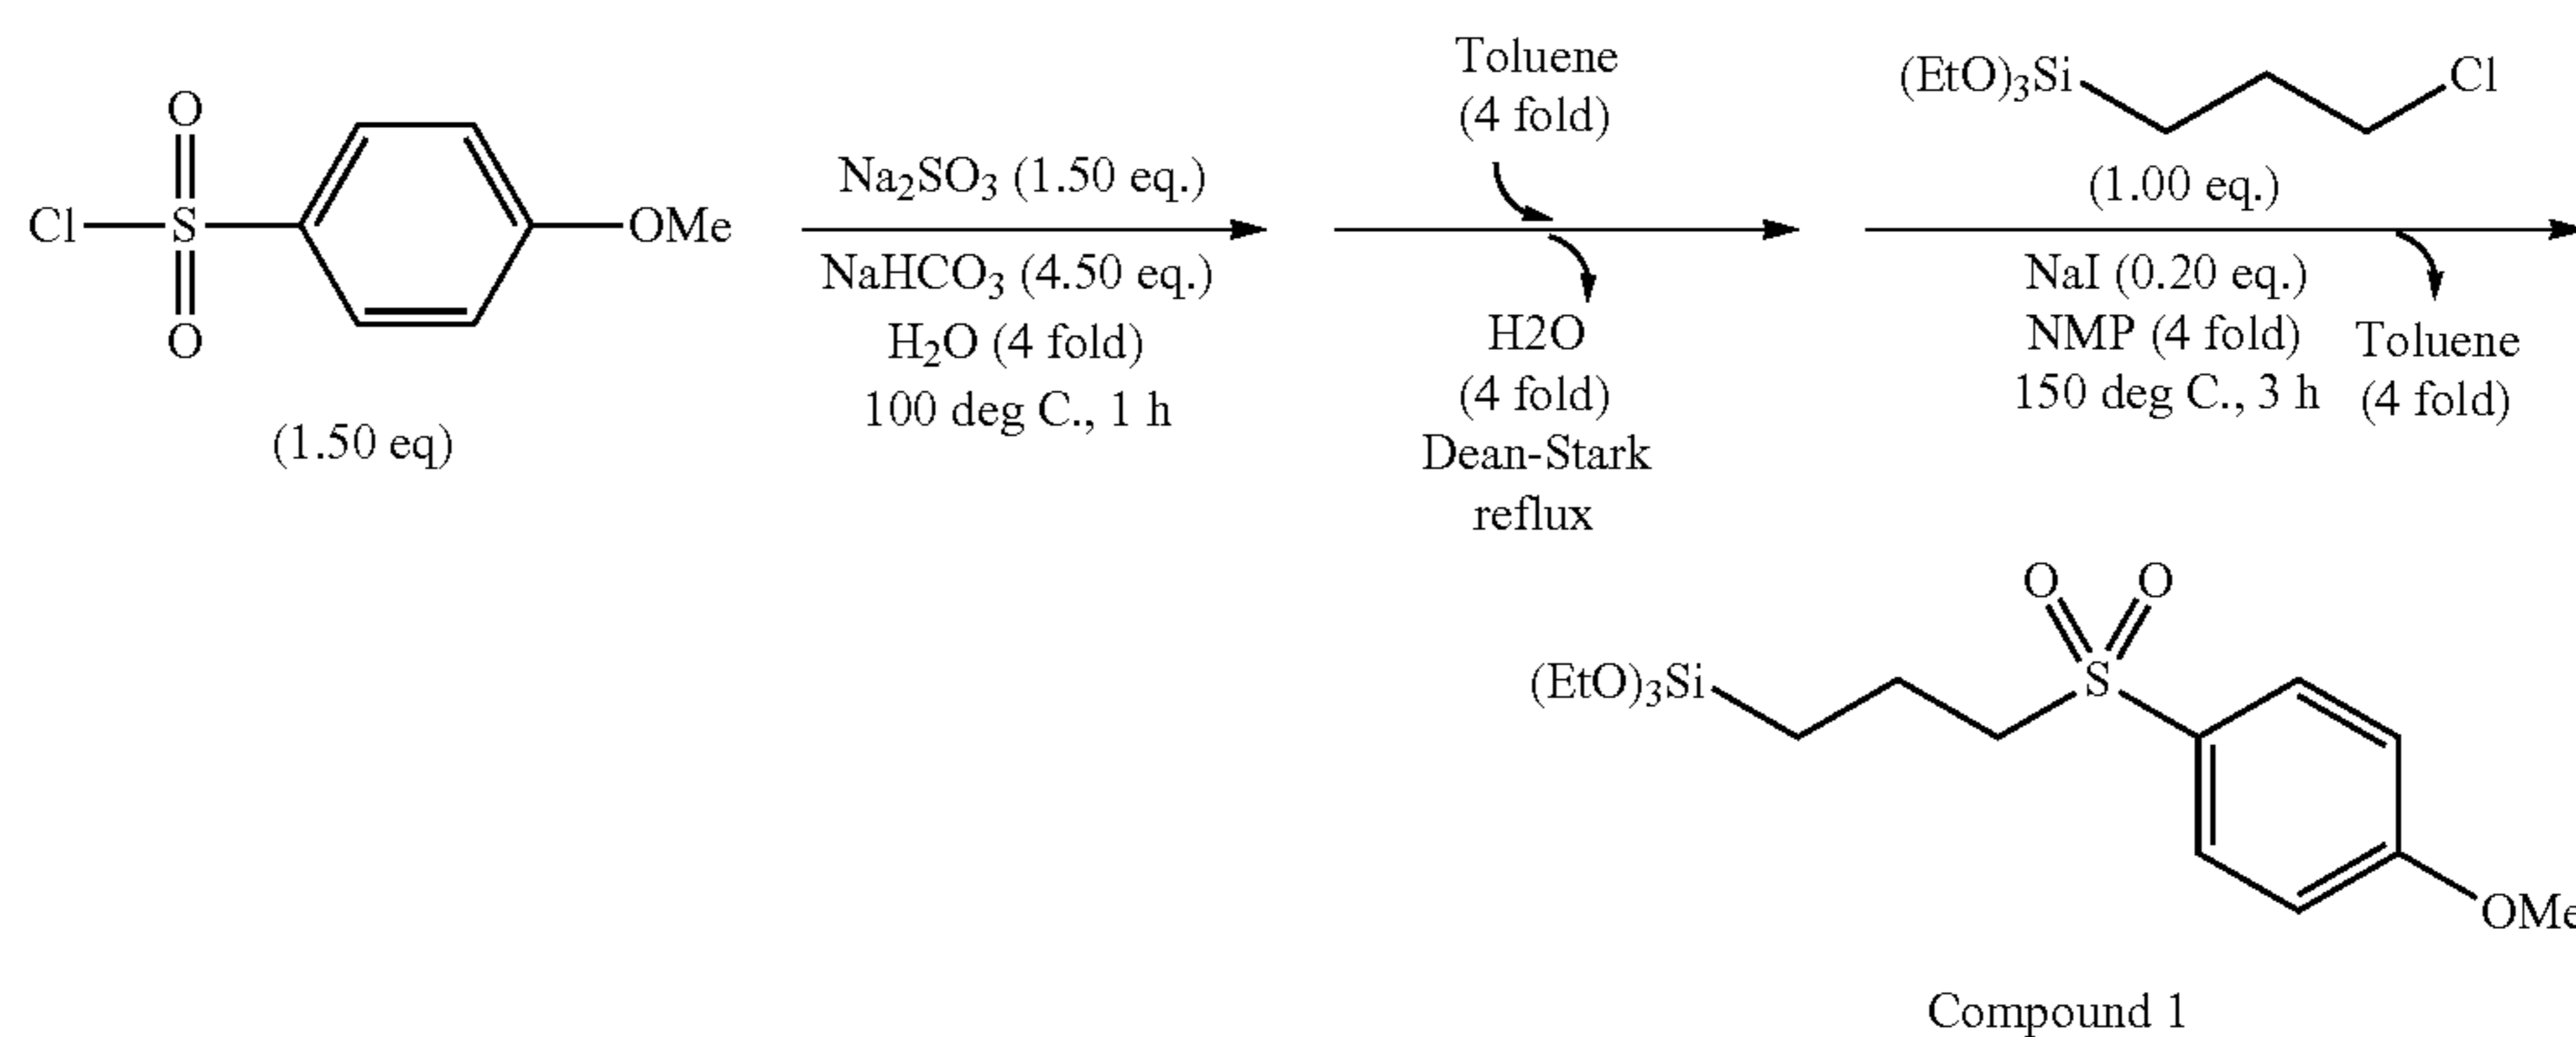 O
Cl
S
OMe
O
(1.50 eq)
Na₂SO₃ (1.50 eq.)
NaHCO₃ (4.50 eq.)
H₂O (4 fold)
100 deg C., 1 h
Toluene
(4 fold)
H2O
(4 fold)
Dean-Stark
reflux
(EtO)₃Si
Cl
(1.00 eq.)
NaI (0.20 eq.)
NMP (4 fold)
150 deg C., 3 h
Toluene
(4 fold)
O O
(EtO)₃Si
S
OMe
Compound 1